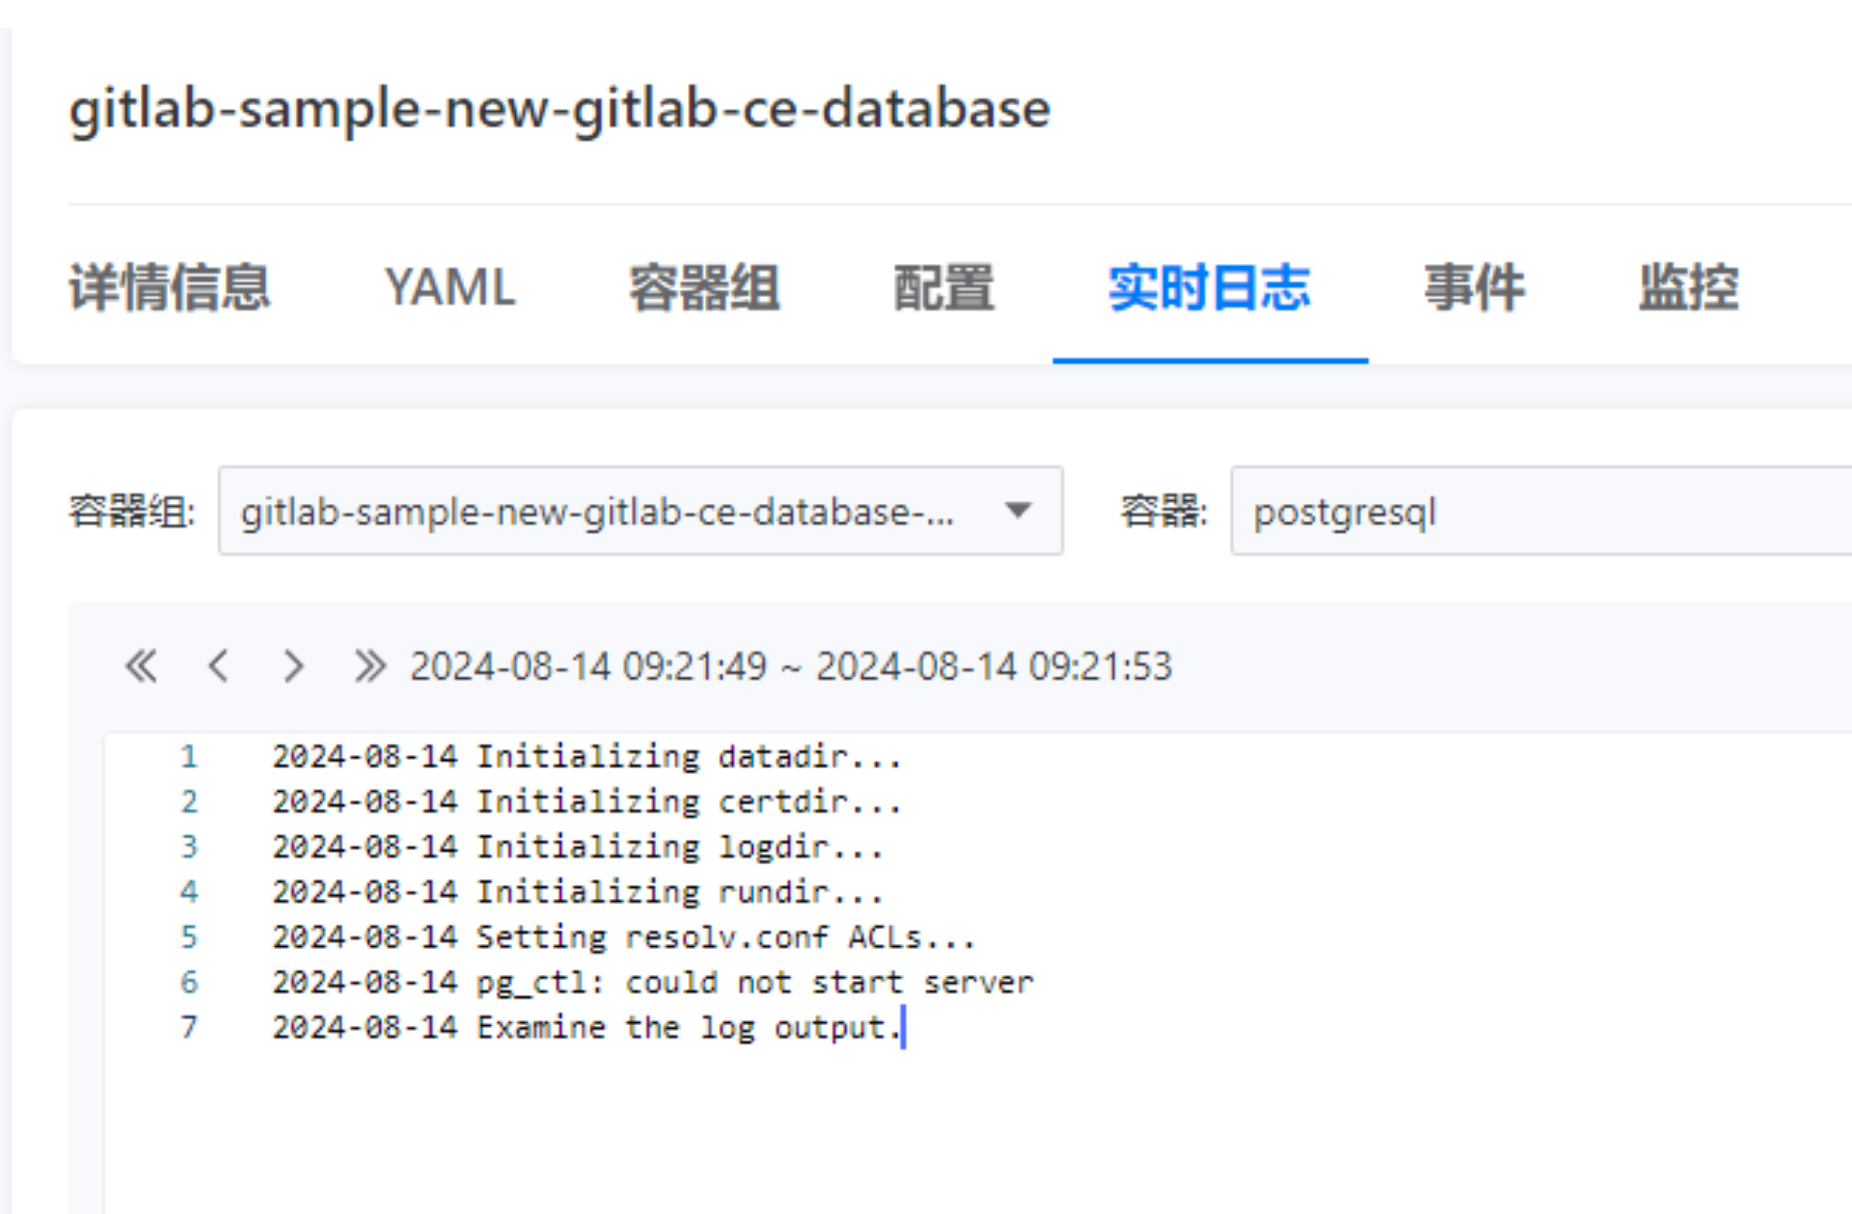 gitlab-sample-new-gitlab-ce-database
详情信息 YAML 容器组 配置 实时日志 事件 监控
容器组: gitlab-sample-new-gitlab-ce-database-... 容器: postgresql
2024-08-14 09:21:49 ~ 2024-08-14 09:21:53
1 2024-08-14 Initializing datadir...
2 2024-08-14 Initializing certdir...
3 2024-08-14 Initializing logdir...
4 2024-08-14 Initializing rundir...
5 2024-08-14 Setting resolv.conf ACLs...
6 2024-08-14 pg_ctl: could not start server
7 2024-08-14 Examine the log output.